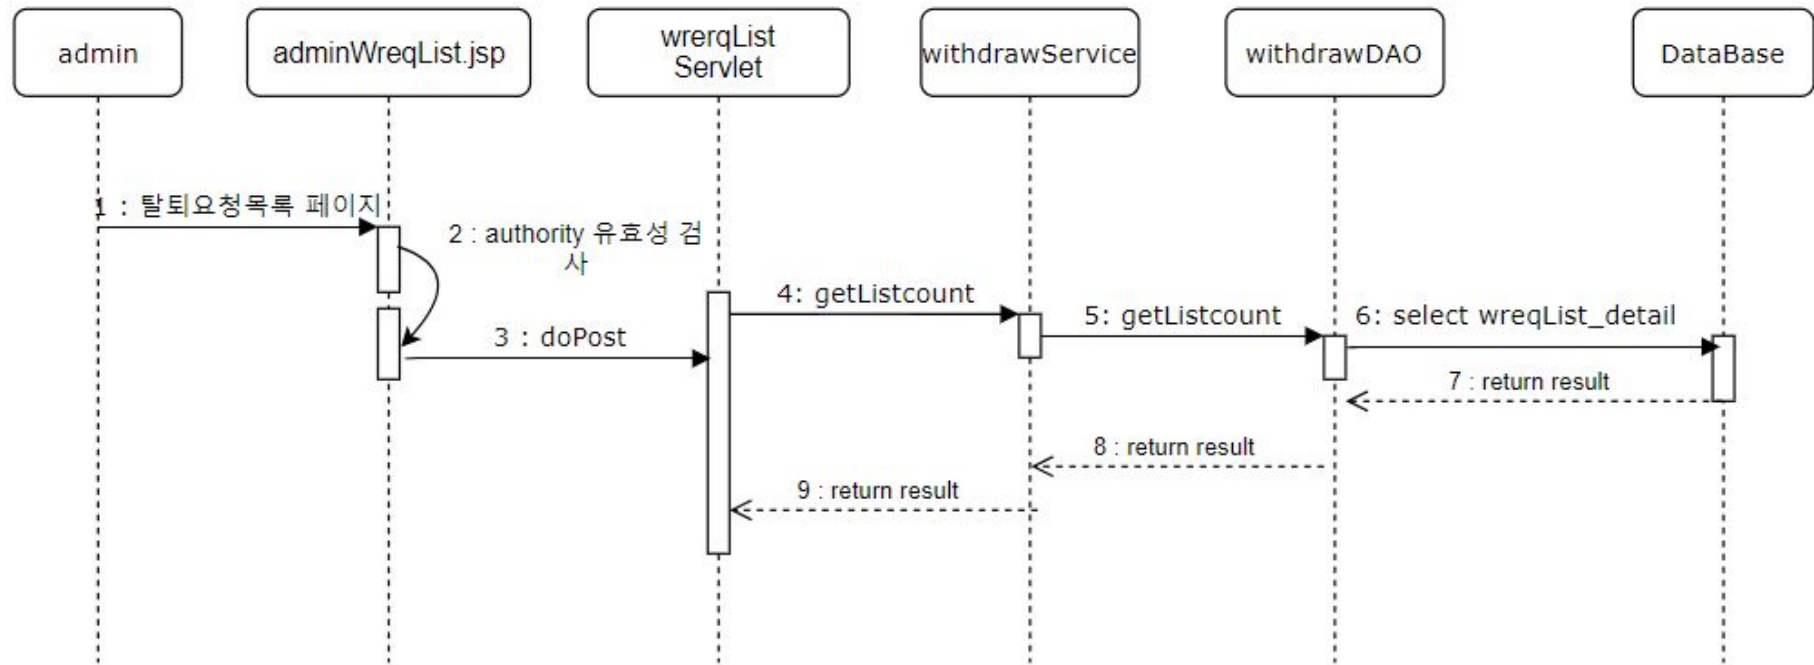 admin
adminWreqList.jsp
wrerqList
Servlet
withdrawService
withdrawDAO
DataBase
1 : 탈퇴요청목록 페이지
2 : authority 유효성 검
사
3 : doPost
4: getListcount
5: getListcount
6: select wreqList_detail
7 : return result
8 : return result
9 : return result